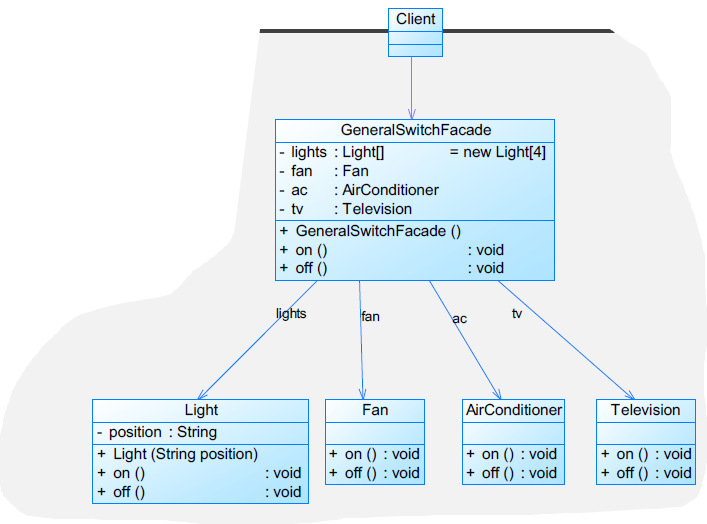 Client
GeneralSwitchFacade
- lights : Light[] = new Light[4]
- fan : Fan
- ac : AirConditioner
- tv : Television
+ GeneralSwitchFacade ()
+ on () : void
+ off () : void
lights
fan
ac
tv
Light
- position : String
+ Light (String position)
+ on () : void
+ off () : void
Fan
+ on () : void
+ off () : void
AirConditioner
+ on () : void
+ off () : void
Television
+ on () : void
+ off () : void